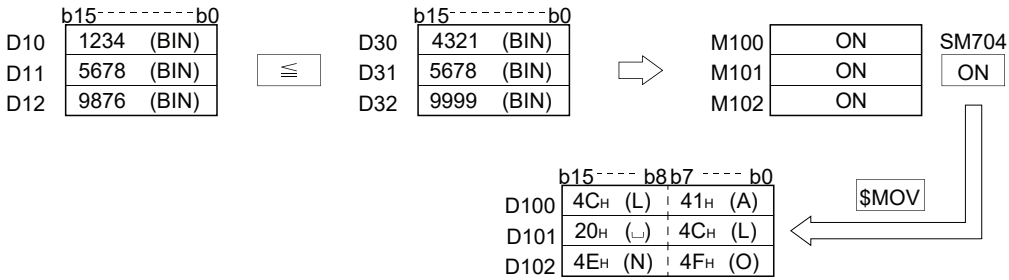 b15 b0 b15 b0
D10 1234 (BIN) D30 4321 (BIN) M100 ON SM704
D11 5678 (BIN) ≦ D31 5678 (BIN) M101 ON ON
D12 9876 (BIN) D32 9999 (BIN) M102 ON
b15 b8 b7 b0
D100 4CH (L) 41H (A) $MOV
D101 20H (␣) 4CH (L)
D102 4EH (N) 4FH (O)